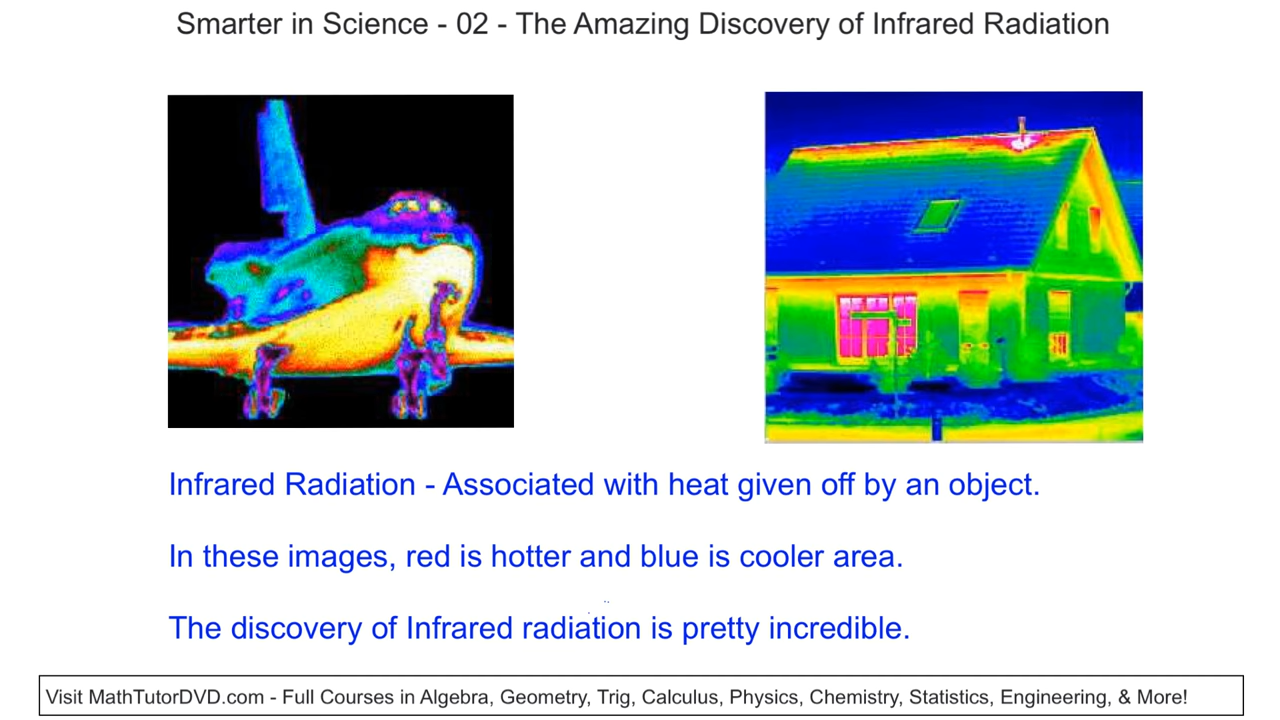 Smarter in Science - 02 - The Amazing Discovery of Infrared Radiation
Infrared Radiation - Associated with heat given off by an object.
In these images, red is hotter and blue is cooler area.
The discovery of Infrared radiation is pretty incredible.
Visit MathTutorDVD.com - Full Courses in Algebra, Geometry, Trig, Calculus, Physics, Chemistry, Statistics, Engineering, & More!